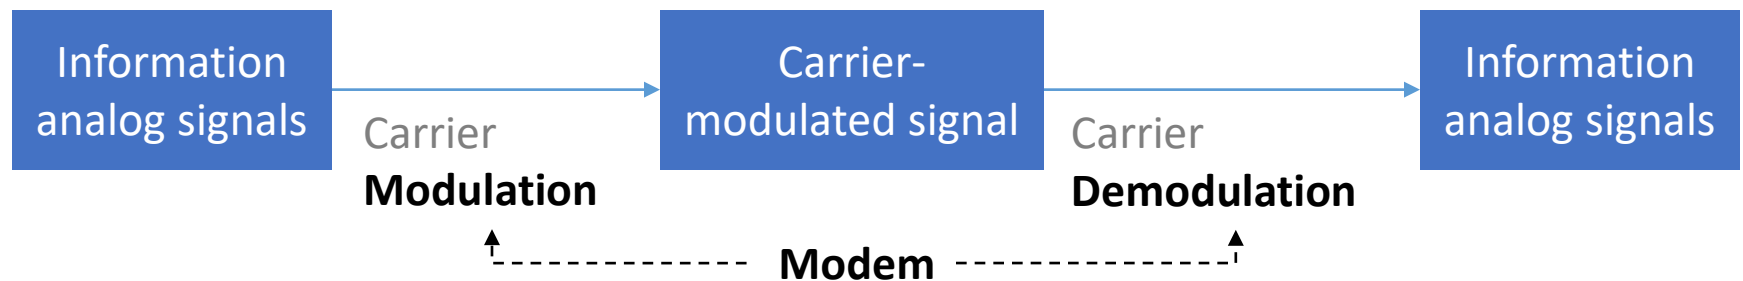 Information
analog signals
Carrier
Modulation
Carrier-
modulated signal
Carrier
Demodulation
Information
analog signals
Modem